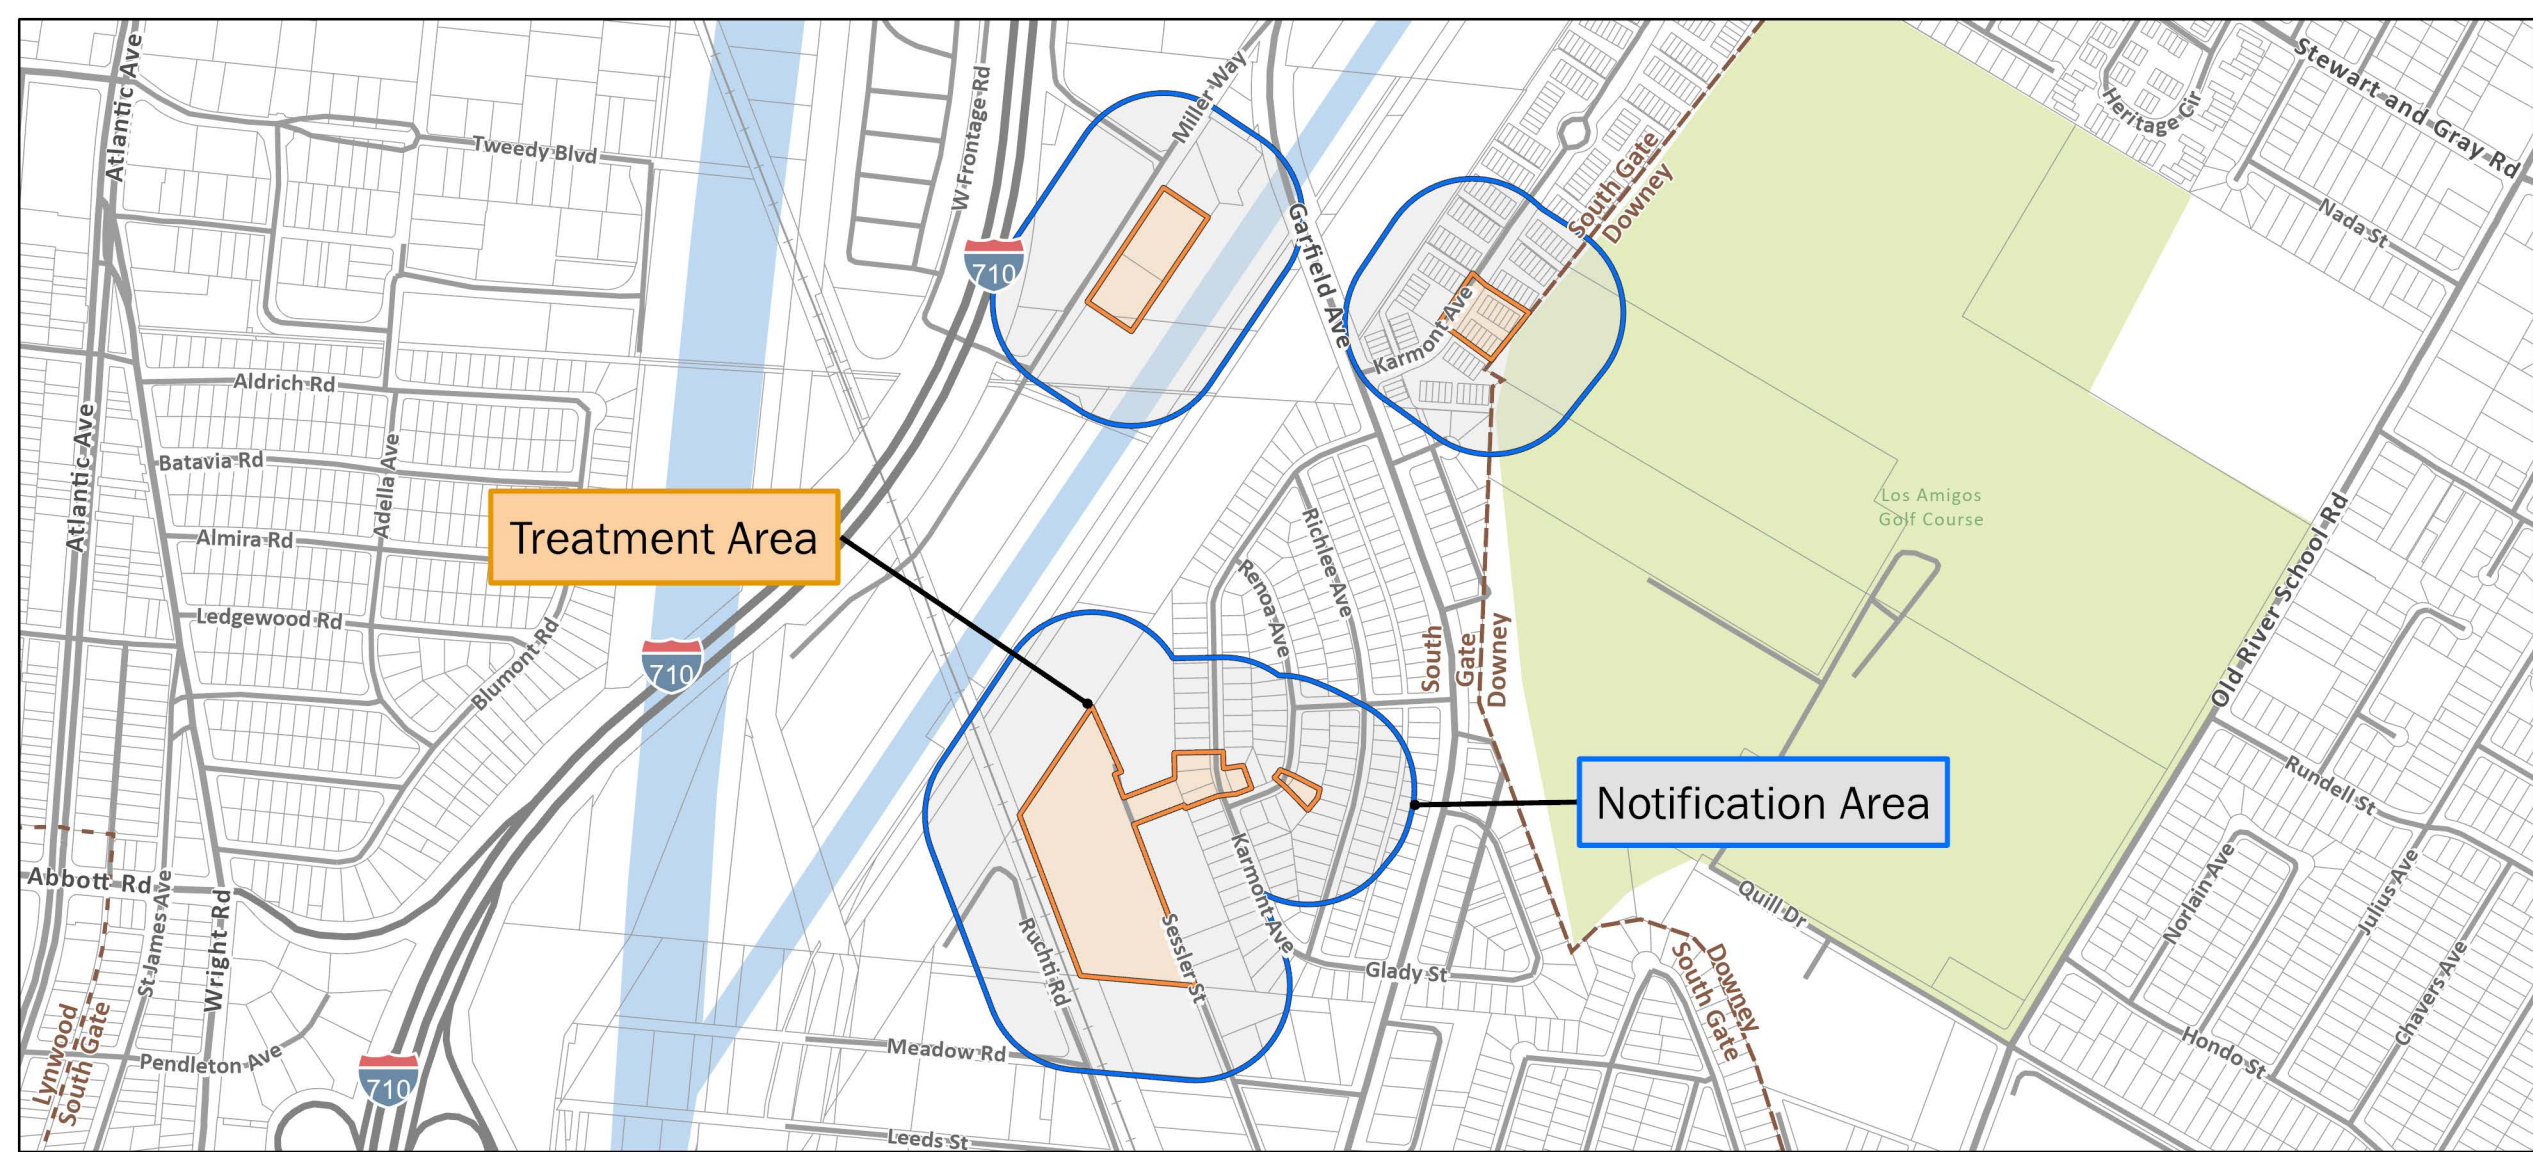 Atlantic Ave
Tweedy Blvd
W Frontage Rd
Miller Way
710
Garfield Ave
Karmont Ave
South Gate
Downey
Stewart and Gray Rd
Heritage Cir
Nada St
Aldrich Rd
Atlantic Ave
Batavia Rd
Adella Ave
Almira Rd
Treatment Area
Los Amigos
Golf Course
Richlee Ave
Renoa Ave
Ledgewood Rd
Blumont Rd
710
South
Gate
Downey
Old River School Rd
Notification Area
Rundell St
Abbott Rd
St James Ave
Wright Rd
Karmont Ave
Ruchti Rd
Sessler St
Glady St
Quill Dr
Norlain Ave
Julius Ave
Chavers Ave
Downey
South Gate
Lynwood
South Gate
Pendleton Ave
710
Meadow Rd
Hondo St
Leeds St